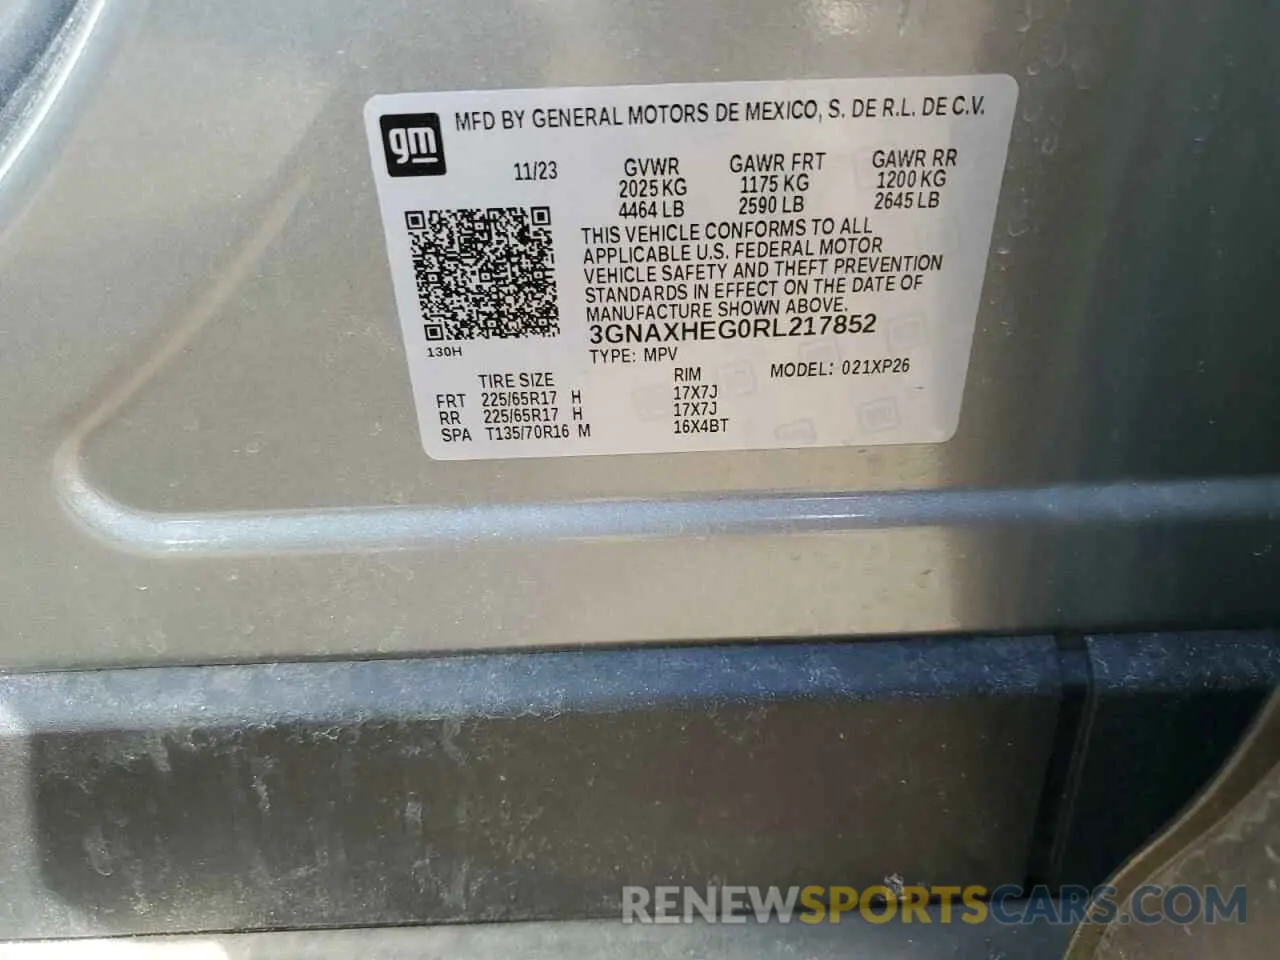 gm
MFD BY GENERAL MOTORS DE MEXICO, S. DE R.L. DE C.V.
11/23
GVWR GAWR FRT GAWR RR
2025 KG 1175 KG 1200 KG
4464 LB 2590 LB 2645 LB
THIS VEHICLE CONFORMS TO ALL
APPLICABLE U.S. FEDERAL MOTOR
VEHICLE SAFETY AND THEFT PREVENTION
STANDARDS IN EFFECT ON THE DATE OF
MANUFACTURE SHOWN ABOVE.
3GNAXHEG0RL217852
130H
TYPE: MPV MODEL: 021XP26
TIRE SIZE RIM
FRT 225/65R17 H 17X7J
RR 225/65R17 H 17X7J
SPA T135/70R16 M 16X4BT
RENEWSPORTSCARS.COM